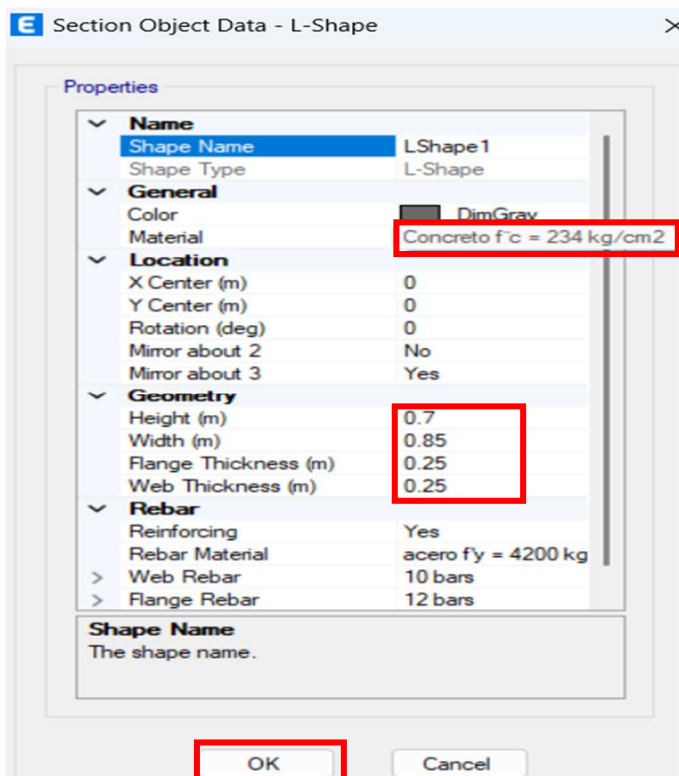 E Section Object Data - L-Shape
Properties
Name
Shape Name LShape1
Shape Type L-Shape
General
Color DimGray
Material Concreto f¨c = 234 kg/cm2
Location
X Center (m) 0
Y Center (m) 0
Rotation (deg) 0
Mirror about 2 No
Mirror about 3 Yes
Geometry
Height (m) 0.7
Width (m) 0.85
Flange Thickness (m) 0.25
Web Thickness (m) 0.25
Rebar
Reinforcing Yes
Rebar Material acero f'y = 4200 kg
Web Rebar 10 bars
Flange Rebar 12 bars
Shape Name
The shape name.
OK Cancel